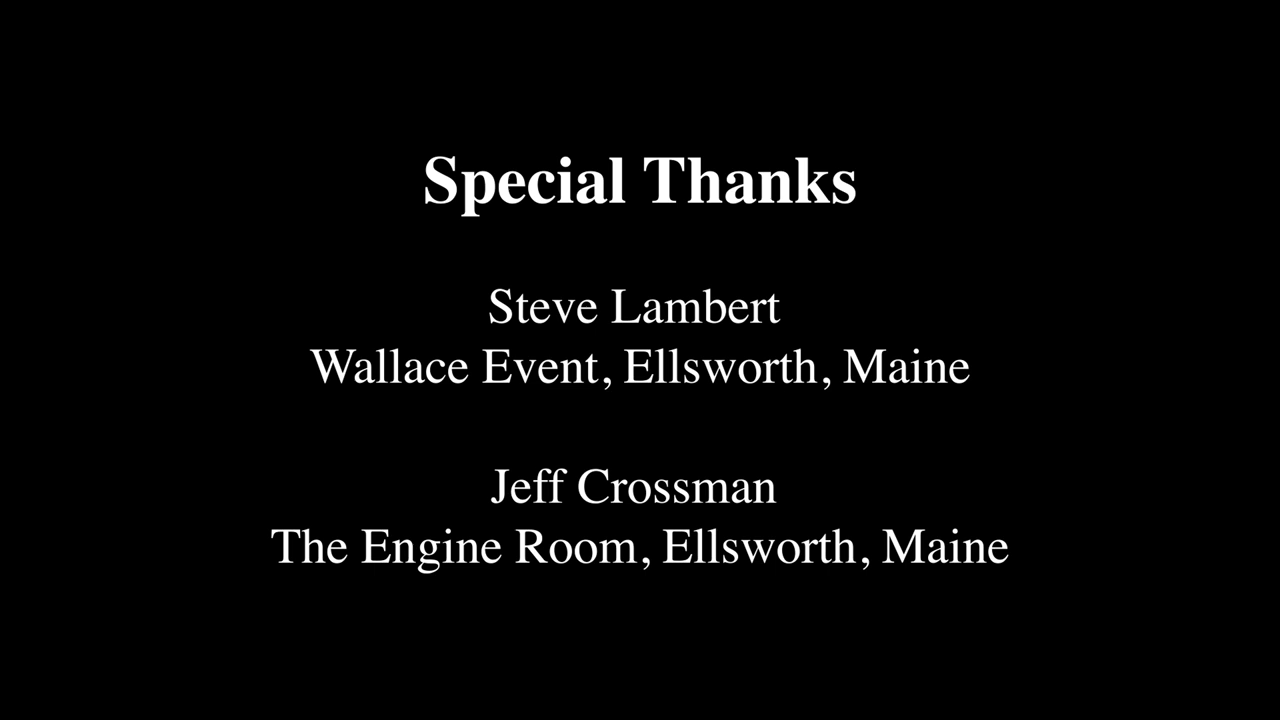 Special Thanks
Steve Lambert
Wallace Event, Ellsworth, Maine
Jeff Crossman
The Engine Room, Ellsworth, Maine